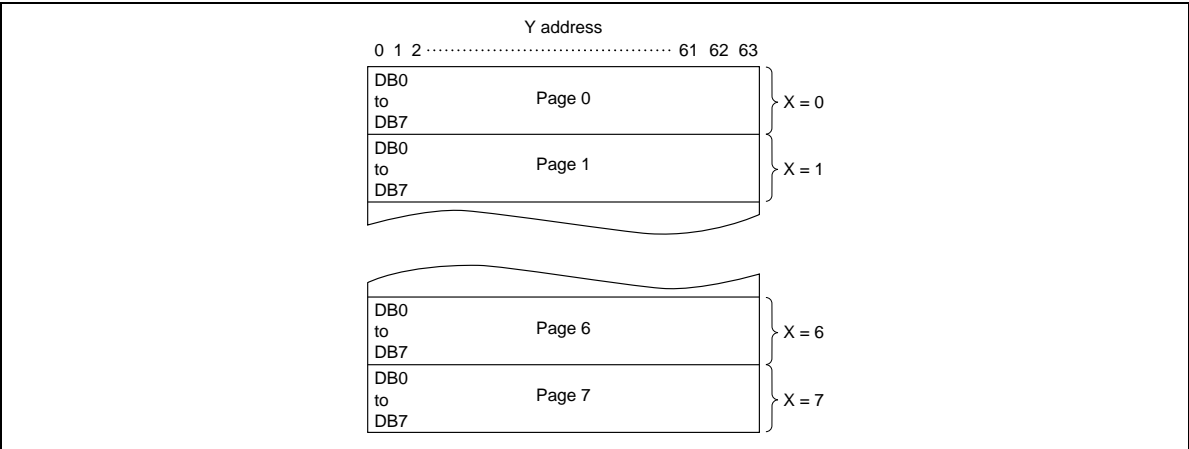 Y address
0 1 2 ········································ 61 62 63
DB0
to
DB7
Page 0
X = 0
DB0
to
DB7
Page 1
X = 1
DB0
to
DB7
Page 6
X = 6
DB0
to
DB7
Page 7
X = 7